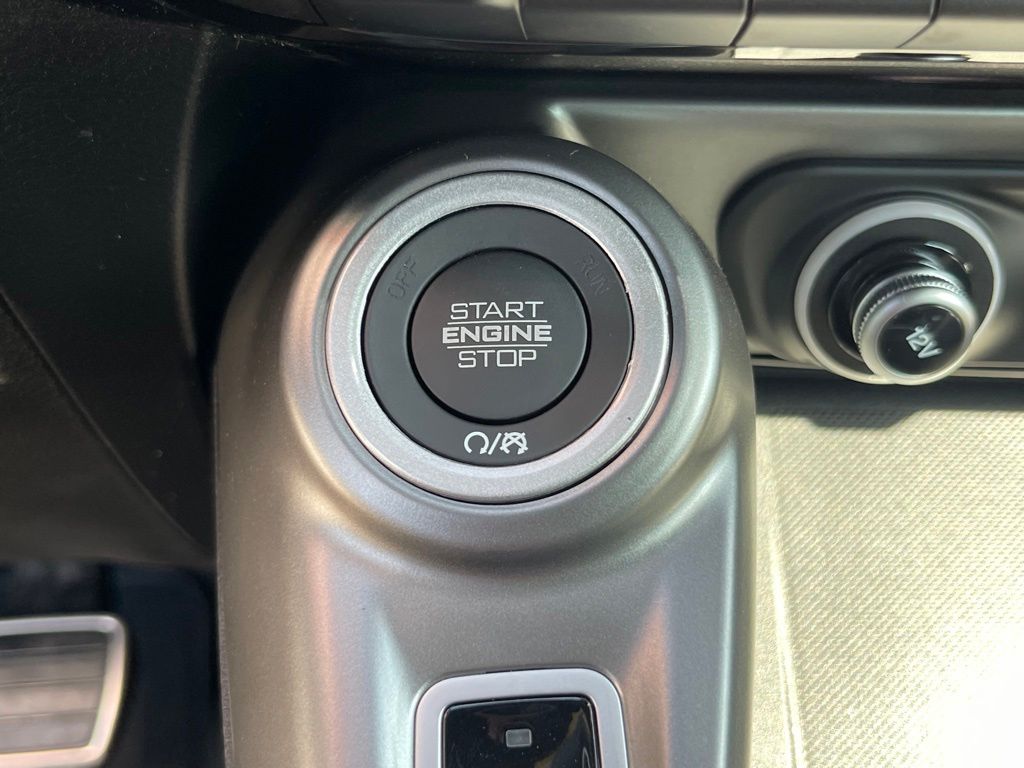 OFF
RUN
START
ENGINE
STOP
12V